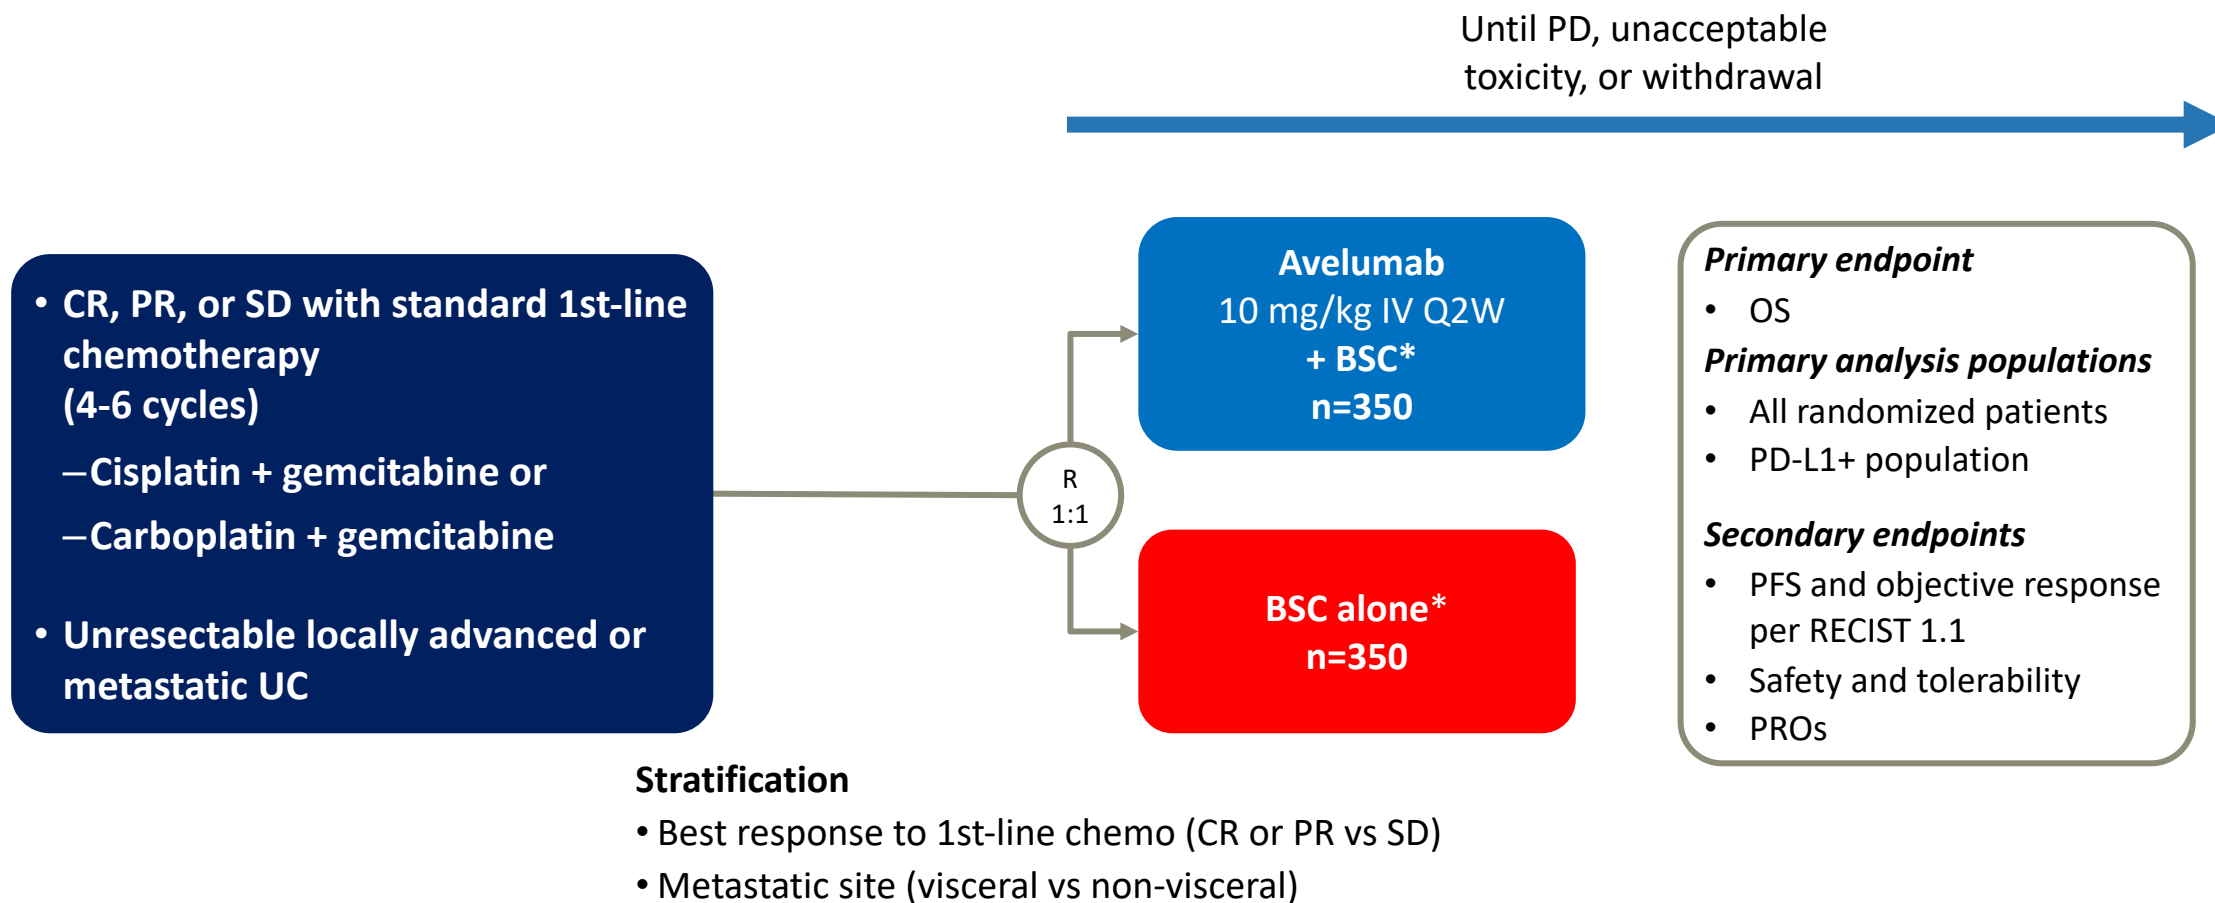 Until PD, unacceptable
toxicity, or withdrawal
• CR, PR, or SD with standard 1st-line
chemotherapy
(4-6 cycles)
–Cisplatin + gemcitabine or
–Carboplatin + gemcitabine
• Unresectable locally advanced or
metastatic UC
R
1:1
Avelumab
10 mg/kg IV Q2W
+ BSC*
n=350
BSC alone*
n=350
Primary endpoint
• OS
Primary analysis populations
• All randomized patients
• PD-L1+ population
Secondary endpoints
• PFS and objective response
per RECIST 1.1
• Safety and tolerability
• PROs
Stratification
• Best response to 1st-line chemo (CR or PR vs SD)
• Metastatic site (visceral vs non-visceral)